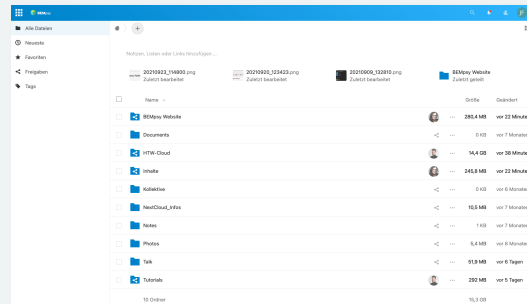 BEMpsy
Alle Dateien
Neueste
Favoriten
Freigaben
Tags
Notizen, Listen oder Links hinzufügen ...
20210923_114800.png
Zuletzt bearbeitet
20210920_123423.png
Zuletzt bearbeitet
20210909_132810.png
Zuletzt bearbeitet
BEMpsy Website
Zuletzt geteilt
Name Größe Geändert
BEMpsy Website 280,4 MB vor 22 Minute
Documents 0 KB vor 7 Monaten
HTW-Cloud 14,4 GB vor 38 Minute
Inhalte 245,8 MB vor 22 Minute
Kollektive 0 KB vor 6 Monaten
NextCloud_Infos 10,5 MB vor 7 Monaten
Notes 1 KB vor 7 Monaten
Photos 5,4 MB vor 8 Monaten
Talk 51,9 MB vor 6 Tagen
Tutorials 292 MB vor 5 Tagen
10 Ordner 15,3 GB